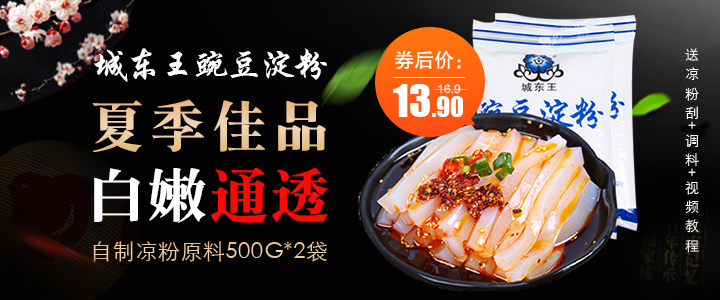 城东王豌豆淀粉
夏季佳品
白嫩通透
自制凉粉原料500G*2袋
券后价：
16.9
13.90
城东王
豌豆淀粉
粉
送凉粉刮+调料+视频教程